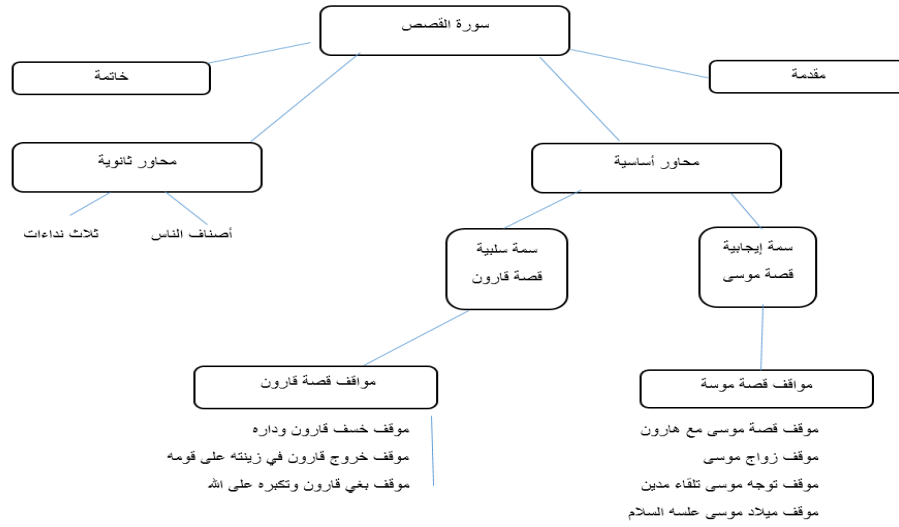 سورة القصص
مقدمة
خاتمة
محاور أساسية
محاور ثانوية
أصناف الناس
ثلاث نداءات
سمة إيجابية
قصة موسى
سمة سلبية
قصة قارون
مواقف قصة موسة
موقف قصة موسى مع هارون
موقف زواج موسى
موقف توجه موسى تلقاء مدين
موقف ميلاد موسى علسه السلام
مواقف قصة قارون
موقف خسف قارون وداره
موقف خروج قارون في زينته على قومه
موقف بغي قارون وتكبره على الله